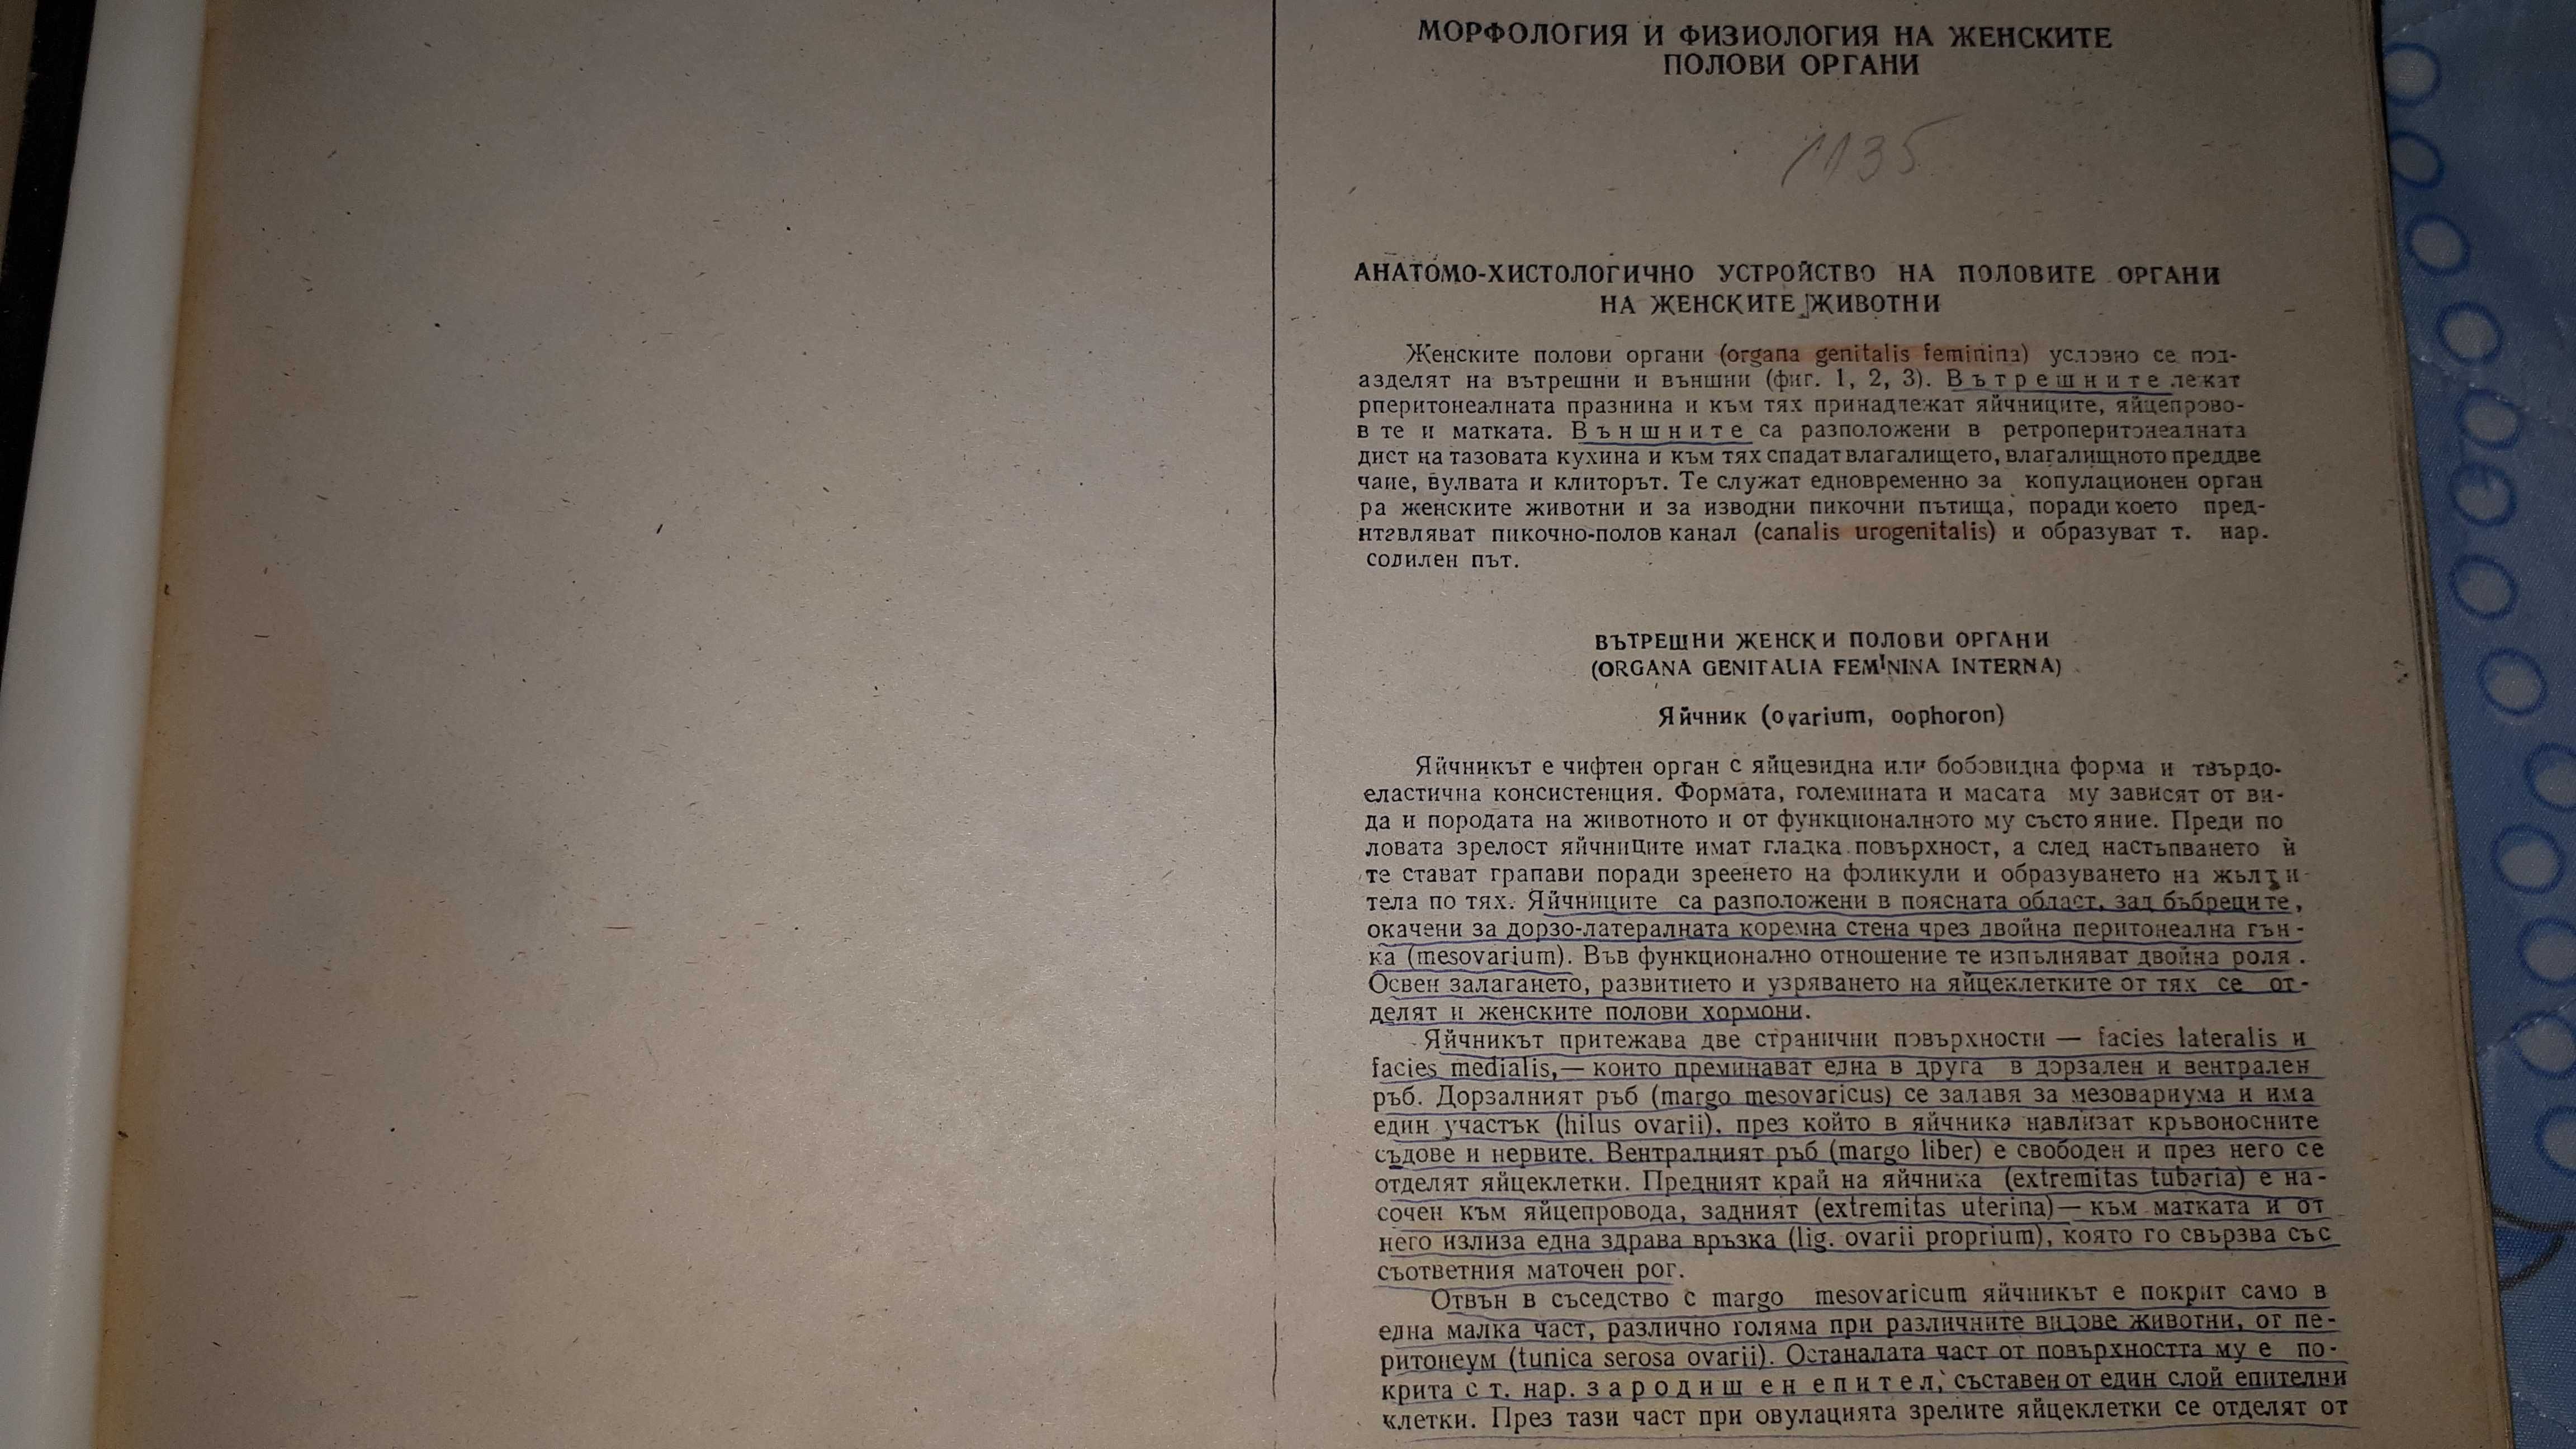 МОРФОЛОГИЯ И ФИЗИОЛОГИЯ НА ЖЕНСКИТЕ
ПОЛОВИ ОРГАНИ
1135
АНАТОМО-ХИСТОЛОГИЧНО УСТРОЙСТВО НА ПОЛОВИТЕ ОРГАНИ
НА ЖЕНСКИТЕ ЖИВОТНИ
Женските полови органи (organa genitalis feminina) условно се под-
азделят на вътрешни и външни (фиг. 1, 2, 3). Вътрешните лежат
рперитонеалната празнина и към тях принадлежат яйчниците, яйцепрово-
в те и матката. Външните са разположени в ретроперитонеалната
дист на тазовата кухина и към тях спадат влагалището, влагалищното преддве
чаие, вулвата и клиторът. Те служат едновременно за копулационен орган
ра женските животни и за изводни пикочни пътища, поради което пред-
нтавляват пикочно-полов канал (canalis urogenitalis) и образуват т. нар.
содилен път.
ВЪТРЕШНИ ЖЕНСКИ ПОЛОВИ ОРГАНИ
(ORGANA GENITALIA FEMININA INTERNA)
Яйчник (ovarium, oophoron)
Яйчникът е чифтен орган с яйцевидна или бобовидна форма и твърдо-
еластична консистенция. Формата, големината и масата му зависят от ви-
да и породата на животното и от функционалното му състояние. Преди по
ловата зрелост яйчниците имат гладка повърхност, а след настъпването ѝ
те стават грапави поради зреенето на фоликули и образуването на жълти
тела по тях. Яйчниците са разположени в поясната област, зад бъбреците,
окачени за дорзо-латералната коремна стена чрез двойна перитонеална гън-
ка (mesovarium). Във функционално отношение те изпълняват двойна роля.
Освен залагането, развитието и узряването на яйцеклетките от тях се от-
делят и женските полови хормони.
Яйчникът притежава две странични повърхности — facies lateralis и
facies medialis,— които преминават една в друга в дорзален и вентрален
ръб. Дорзалният ръб (margo mesovaricus) се залавя за мезовариума и има
един участък (hilus ovarii), през който в яйчника навлизат кръвоносните
съдове и нервите. Вентралният ръб (margo liber) е свободен и през него се
отделят яйцеклетки. Предният край на яйчника (extremitas tubaria) е на-
сочен към яйцепровода, задният (extremitas uterina)— към матката и от
него излиза една здрава връзка (lig. ovarii proprium), която го свързва със
съответния маточен рог.
Отвън в съседство с margo mesovaricum яйчникът е покрит само в
една малка част, различно голяма при различните видове животни, от пе-
ритонеум (tunica serosa ovarii). Останалата част от повърхността му е по-
крита с т. нар. зародишен епител, съставен от един слой епителни
клетки. През тази част при овулацията зрелите яйцеклетки се отделят от